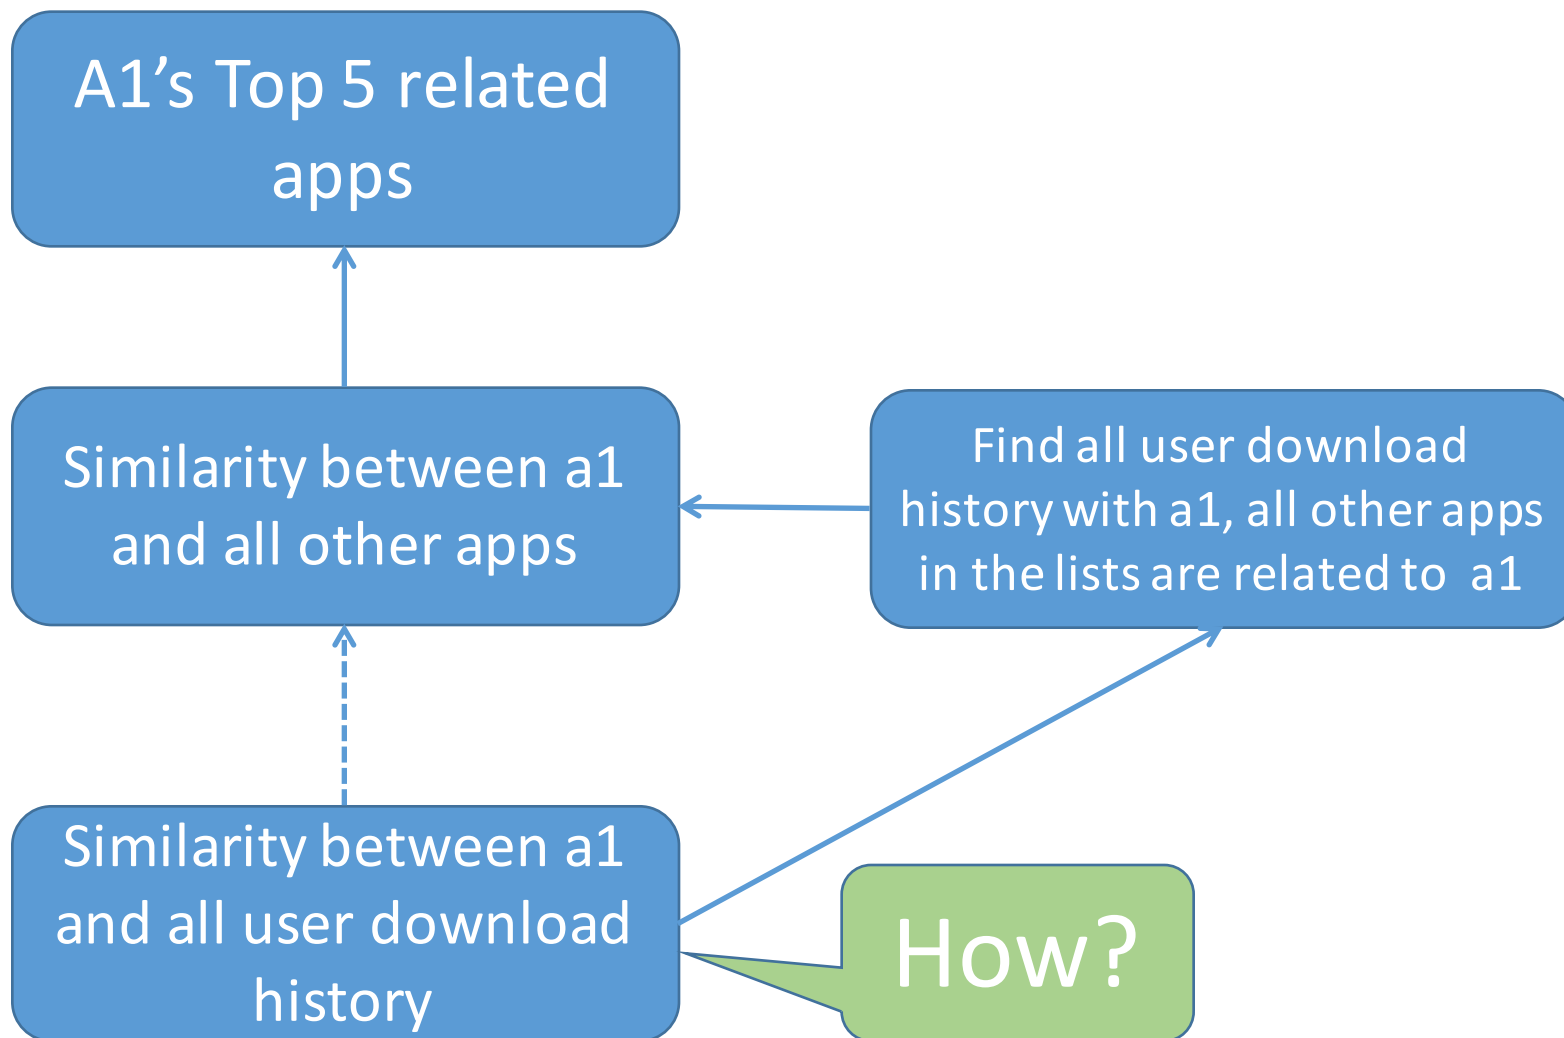 A1’s Top 5 related
apps
Similarity between a1
and all other apps
Find all user download
history with a1, all other apps
in the lists are related to  a1
Similarity between a1
and all user download
history
How?